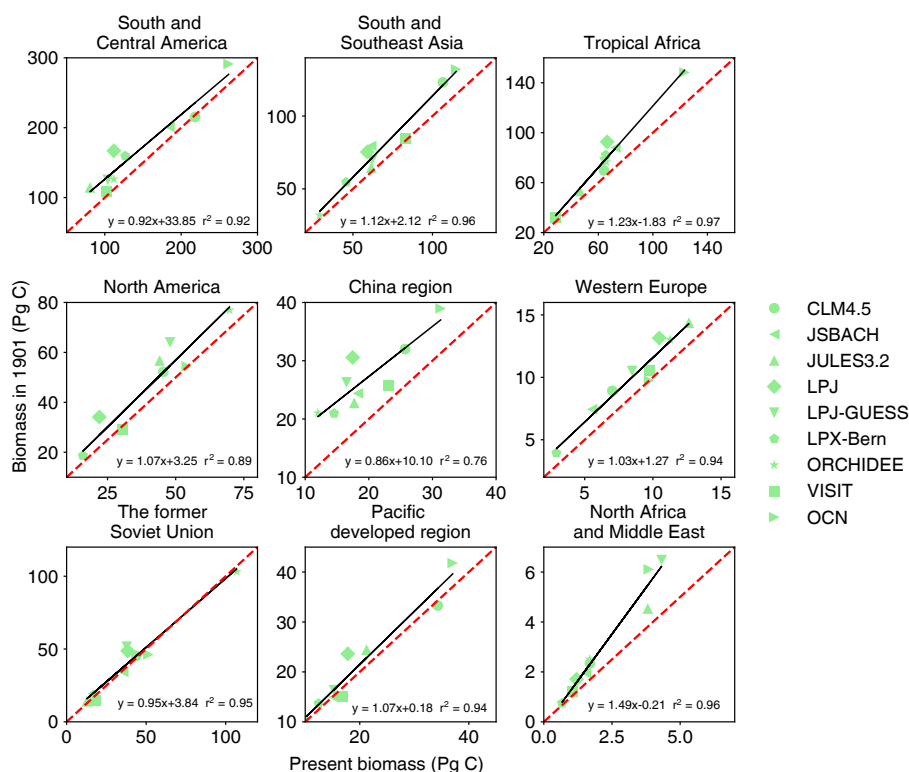 South and
Central America
South and
Southeast Asia
Tropical Africa
300
200
100
100
200
300
y = 0.92x+33.85 r² = 0.92
100
50
50
100
y = 1.12x+2.12 r² = 0.96
140
100
60
20
20
60
100
140
y = 1.23x-1.83 r² = 0.97
Biomass in 1901 (Pg C)
North America
China region
Western Europe
80
60
40
20
25
50
75
y = 1.07x+3.25 r² = 0.89
40
30
20
10
10
20
30
40
y = 0.86x+10.10 r² = 0.76
15
10
5
5
10
15
y = 1.03x+1.27 r² = 0.94
CLM4.5
JSBACH
JULES3.2
LPJ
LPJ-GUESS
LPX-Bern
ORCHIDEE
VISIT
OCN
The former
Soviet Union
Pacific
developed region
North Africa
and Middle East
100
50
0
0
50
100
y = 0.95x+3.84 r² = 0.95
40
30
20
10
20
40
y = 1.07x+0.18 r² = 0.94
6
4
2
0
0.0
2.5
5.0
y = 1.49x-0.21 r² = 0.96
Present biomass (Pg C)